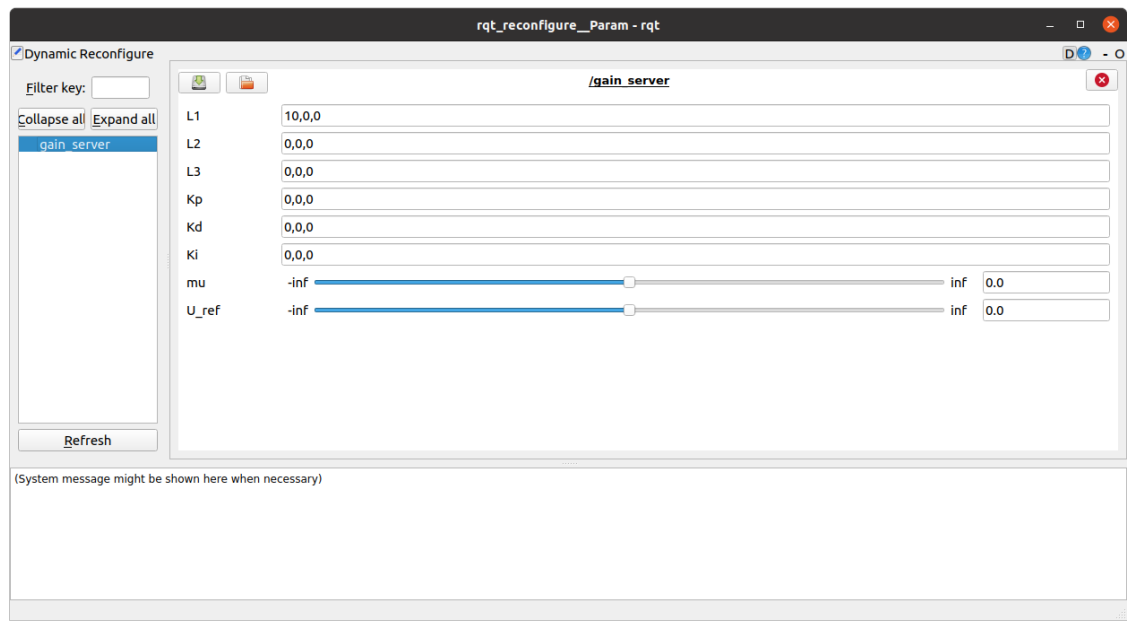 rqt_reconfigure__Param - rqt
Dynamic Reconfigure
D ? - O
Filter key:
Collapse all Expand all
gain_server
Refresh
/gain_server
L1 10,0,0
L2 0,0,0
L3 0,0,0
Kp 0,0,0
Kd 0,0,0
Ki 0,0,0
mu -inf inf 0.0
U_ref -inf inf 0.0
(System message might be shown here when necessary)